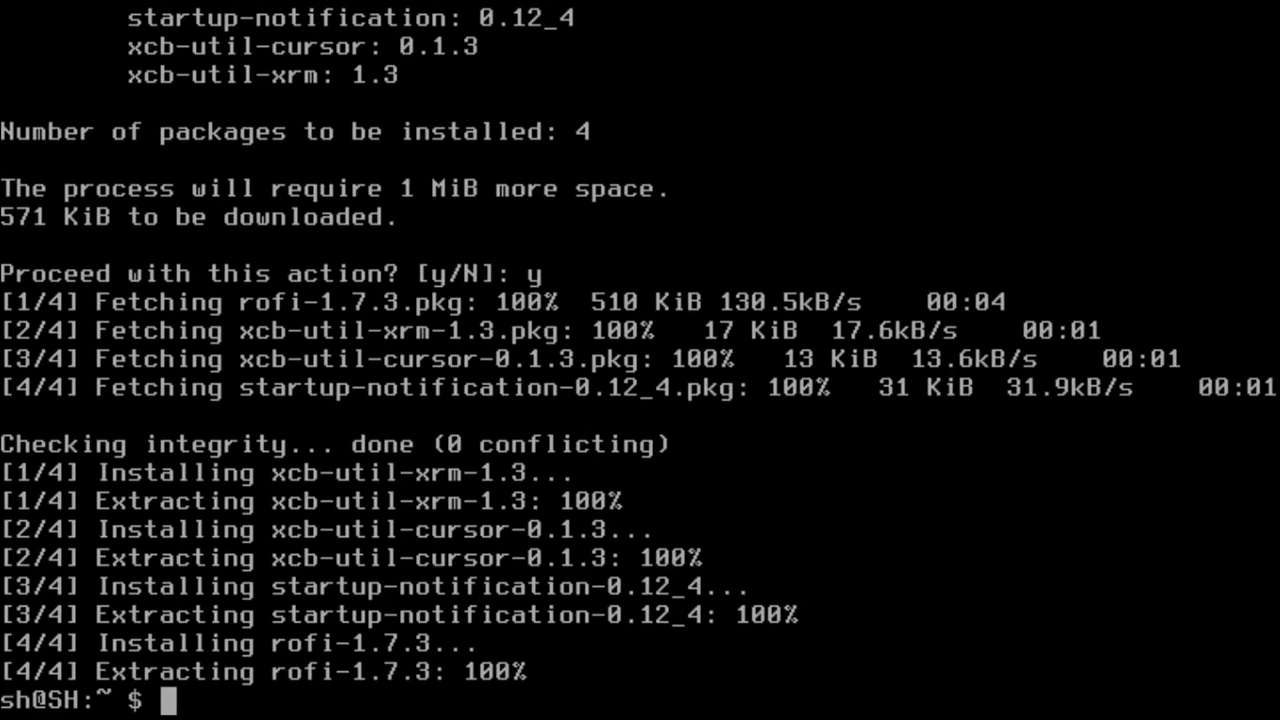 startup-notification: 0.12_4
xcb-util-cursor: 0.1.3
xcb-util-xrm: 1.3
Number of packages to be installed: 4
The process will require 1 MiB more space.
571 KiB to be downloaded.
Proceed with this action? [y/N]: y
[1/4] Fetching rofi-1.7.3.pkg: 100%  510 KiB 130.5kB/s    00:04
[2/4] Fetching xcb-util-xrm-1.3.pkg: 100%   17 KiB  17.6kB/s    00:01
[3/4] Fetching xcb-util-cursor-0.1.3.pkg: 100%   13 KiB  13.6kB/s    00:01
[4/4] Fetching startup-notification-0.12_4.pkg: 100%   31 KiB  31.9kB/s    00:01
Checking integrity... done (0 conflicting)
[1/4] Installing xcb-util-xrm-1.3...
[1/4] Extracting xcb-util-xrm-1.3: 100%
[2/4] Installing xcb-util-cursor-0.1.3...
[2/4] Extracting xcb-util-cursor-0.1.3: 100%
[3/4] Installing startup-notification-0.12_4...
[3/4] Extracting startup-notification-0.12_4: 100%
[4/4] Installing rofi-1.7.3...
[4/4] Extracting rofi-1.7.3: 100%
sh@SH:~ $